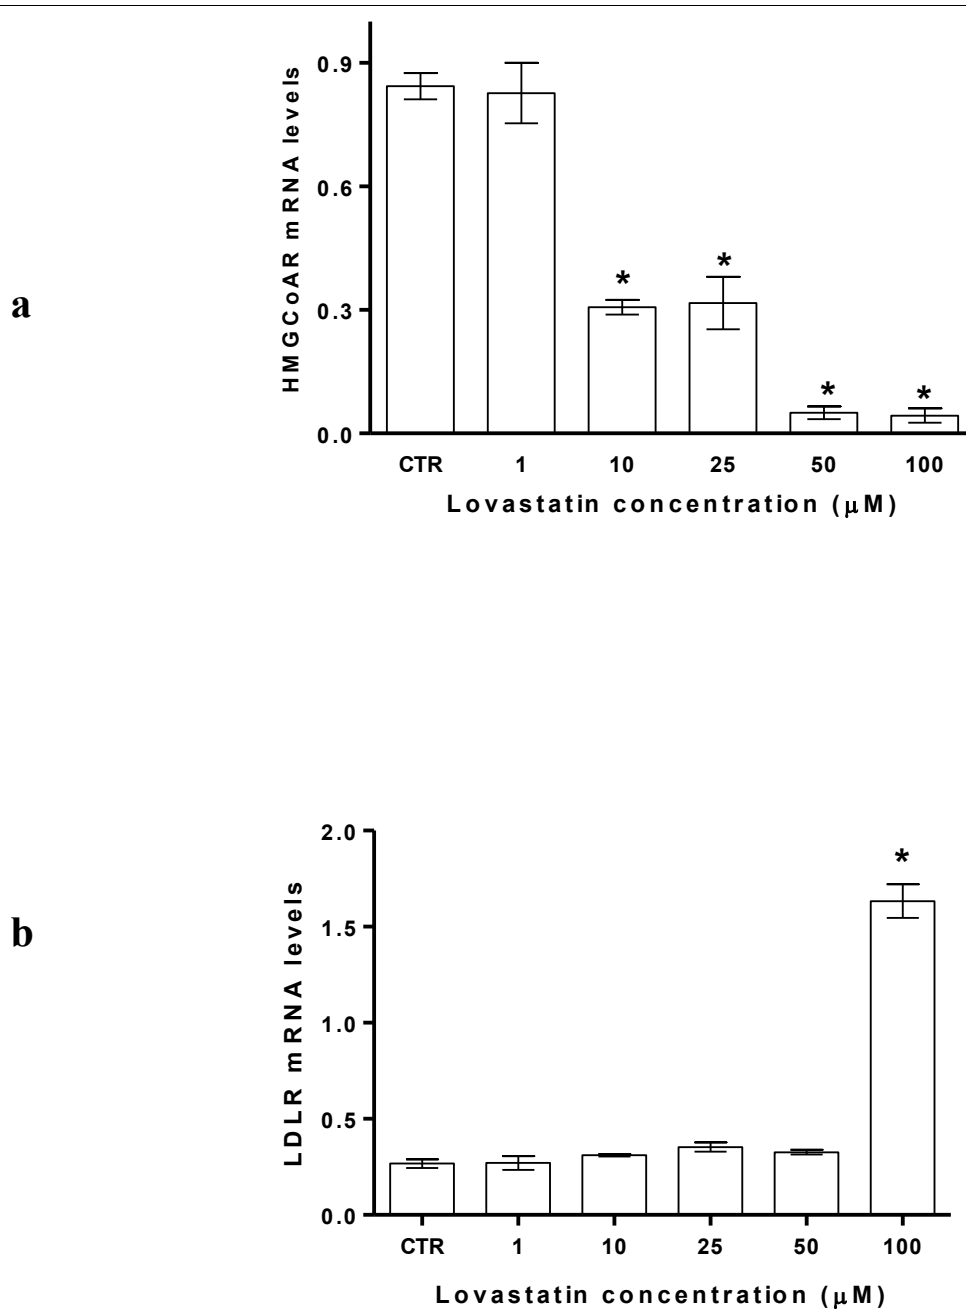 a
HMGCoAR mRNA levels
0.9
0.6
0.3
0.0
*
*
*
*
CTR 1 10 25 50 100
Lovastatin concentration (μM)
b
LDLR mRNA levels
2.0
1.5
1.0
0.5
0.0
*
CTR 1 10 25 50 100
Lovastatin concentration (μM)